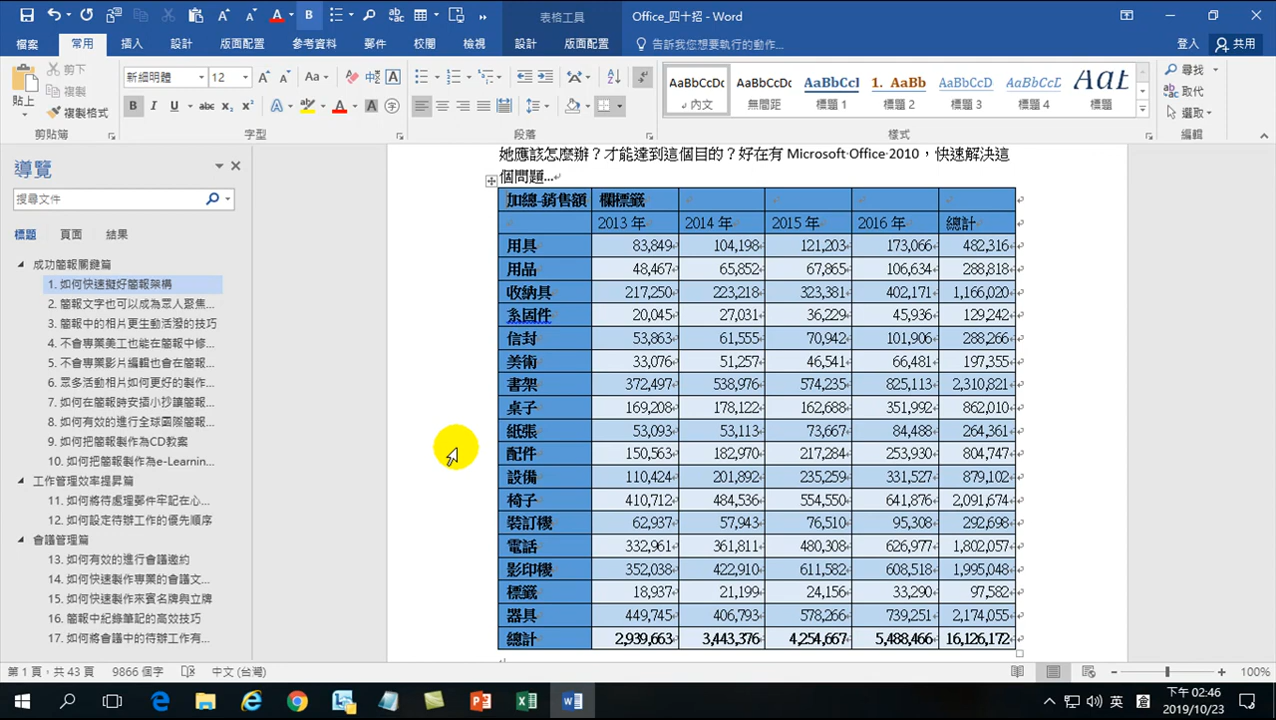 Office_四十招 - Word
表格工具
檔案 常用 插入 設計 版面配置 參考資料 郵件 校閱 檢視 設計 版面配置 告訴我您想要執行的動作... 登入 共用
貼上 剪下 複製 複製格式
新細明體 12
AaBbCcDc AaBbCcDc AaBbCcI 1. AaBb AaBbCcD AaBbCcD AaI
內文 無間距 標題 1 標題 2 標題 3 標題 4 標題
尋找 取代 選取
剪貼簿 字型 段落 樣式 編輯
導覽
搜尋文件
標題 頁面 結果
成功簡報關鍵篇
1. 如何快速擬好簡報架構
2. 簡報文字也可以成為眾人聚焦...
3. 簡報中的相片更生動活潑的技巧
4. 不會專業美工也能在簡報中修...
5. 不會專業影片編輯也會在簡報...
6. 眾多活動相片如何更好的製作...
7. 如何在簡報時安插小抄讓簡報...
8. 如何有效的進行全球團隊簡報...
9. 如何把簡報製作為CD教案
10. 如何把簡報製作為e-Learnin...
工作管理效率提昇篇
11. 如何將待處理郵件牢記在心...
12. 如何設定待辦工作的優先順序
會議管理篇
13. 如何有效的進行會議邀約
14. 如何快速製作專業的會議文...
15. 如何快速製作來賓名牌與立牌
16. 簡報中紀錄筆記的高效技巧
17. 如何將會議中的待辦工作有...
她應該怎麼辦？才能達到這個目的？好在有 Microsoft Office 2010，快速解決這
個問題...
加總-銷售額 欄標籤
2013 年 2014 年 2015 年 2016 年 總計
用具 83,849 104,198 121,203 173,066 482,316
用品 48,467 65,852 67,865 106,634 288,818
收納具 217,250 223,218 323,381 402,171 1,166,020
糸固件 20,045 27,031 36,229 45,936 129,242
信封 53,863 61,555 70,942 101,906 288,266
美術 33,076 51,257 46,541 66,481 197,355
書架 372,497 538,976 574,235 825,113 2,310,821
桌子 169,208 178,122 162,688 351,992 862,010
紙張 53,093 53,113 73,667 84,488 264,361
配件 150,563 182,970 217,284 253,930 804,747
設備 110,424 201,892 235,259 331,527 879,102
椅子 410,712 484,536 554,550 641,876 2,091,674
裝訂機 62,937 57,943 76,510 95,308 292,698
電話 332,961 361,811 480,308 626,977 1,802,057
影印機 352,038 422,910 611,582 608,518 1,995,048
標籤 18,937 21,199 24,156 33,290 97,582
器具 449,745 406,793 578,266 739,251 2,174,055
總計 2,939,663 3,443,376 4,254,667 5,488,466 16,126,172
第 1 頁，共 43 頁 9866 個字 中文 (台灣) 100%
英 下午 02:46
2019/10/23